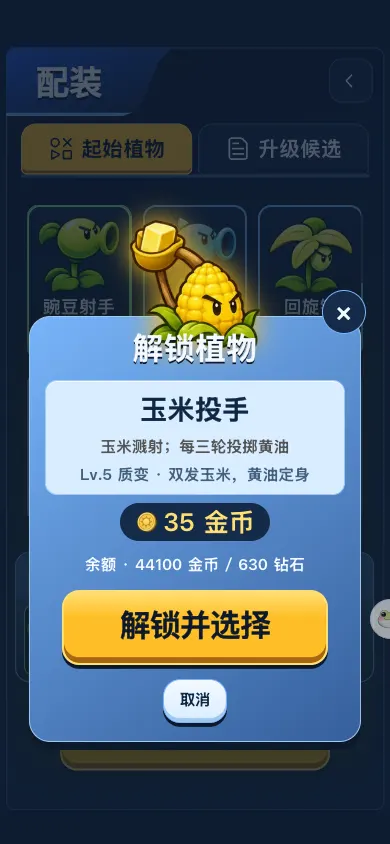 配装
起始植物
升级候选
豌豆射手
回旋
解锁植物
玉米投手
玉米溅射；每三轮投掷黄油
Lv.5 质变 · 双发玉米，黄油定身
35 金币
余额 · 44100 金币 / 630 钻石
解锁并选择
取消